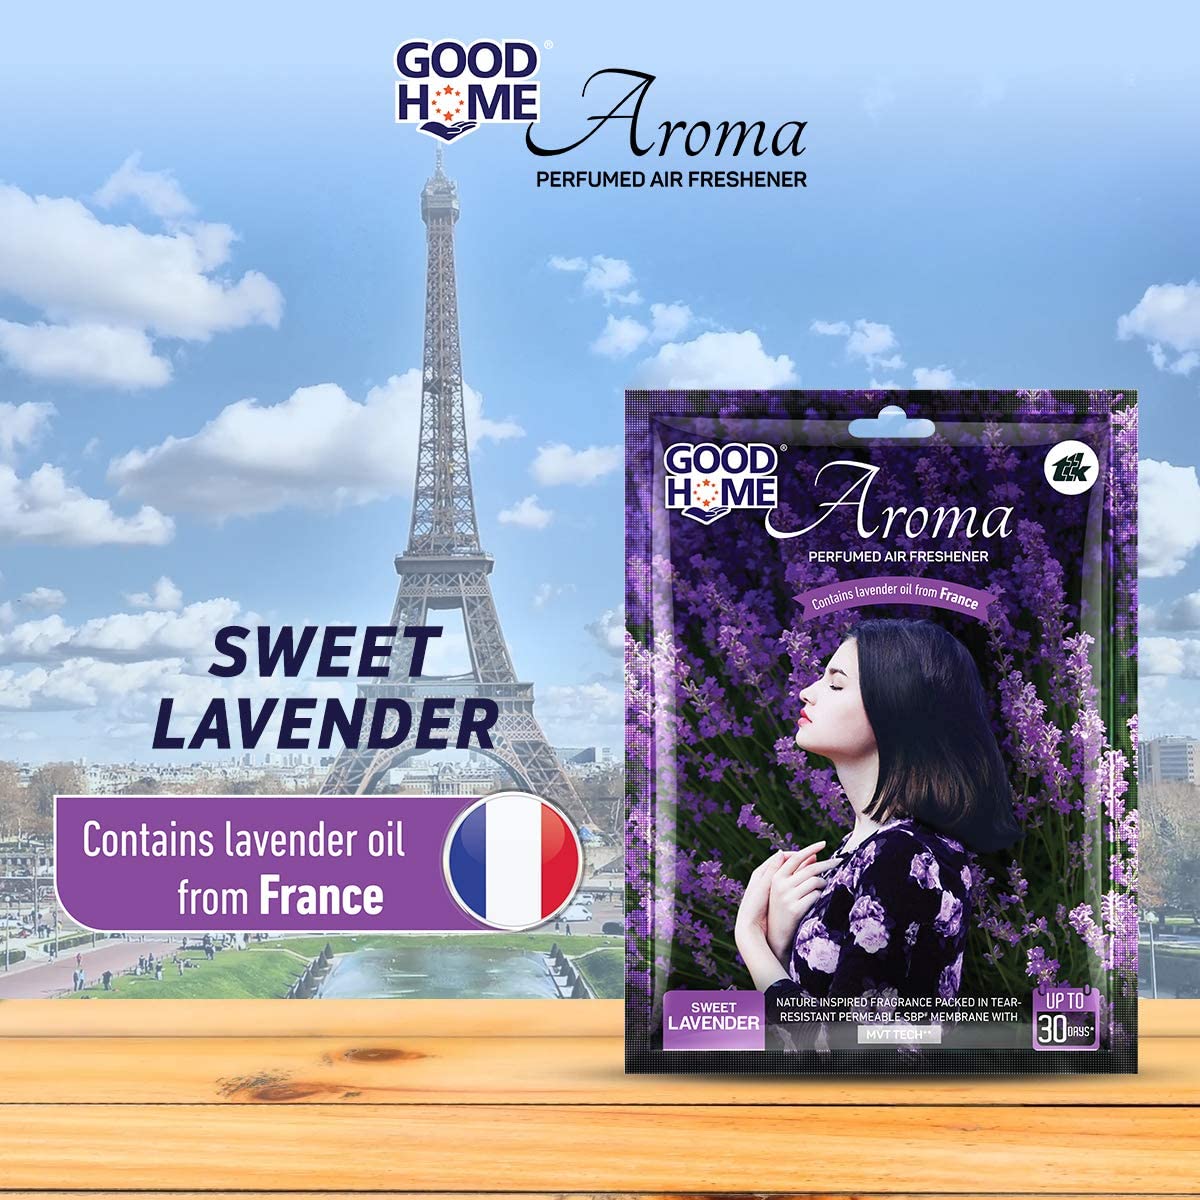 GOOD
HOME®
Aroma
PERFUMED AIR FRESHENER
GOOD
HOME®
Aroma
PERFUMED AIR FRESHENER
ttk
Contains lavender oil from France
SWEET
LAVENDER
Contains lavender oil
from France
SWEET
LAVENDER
NATURE INSPIRED FRAGRANCE PACKED IN TEAR-
RESISTANT PERMEABLE SBP# MEMBRANE WITH
MVT TECH**
UP TO
30 DAYS*